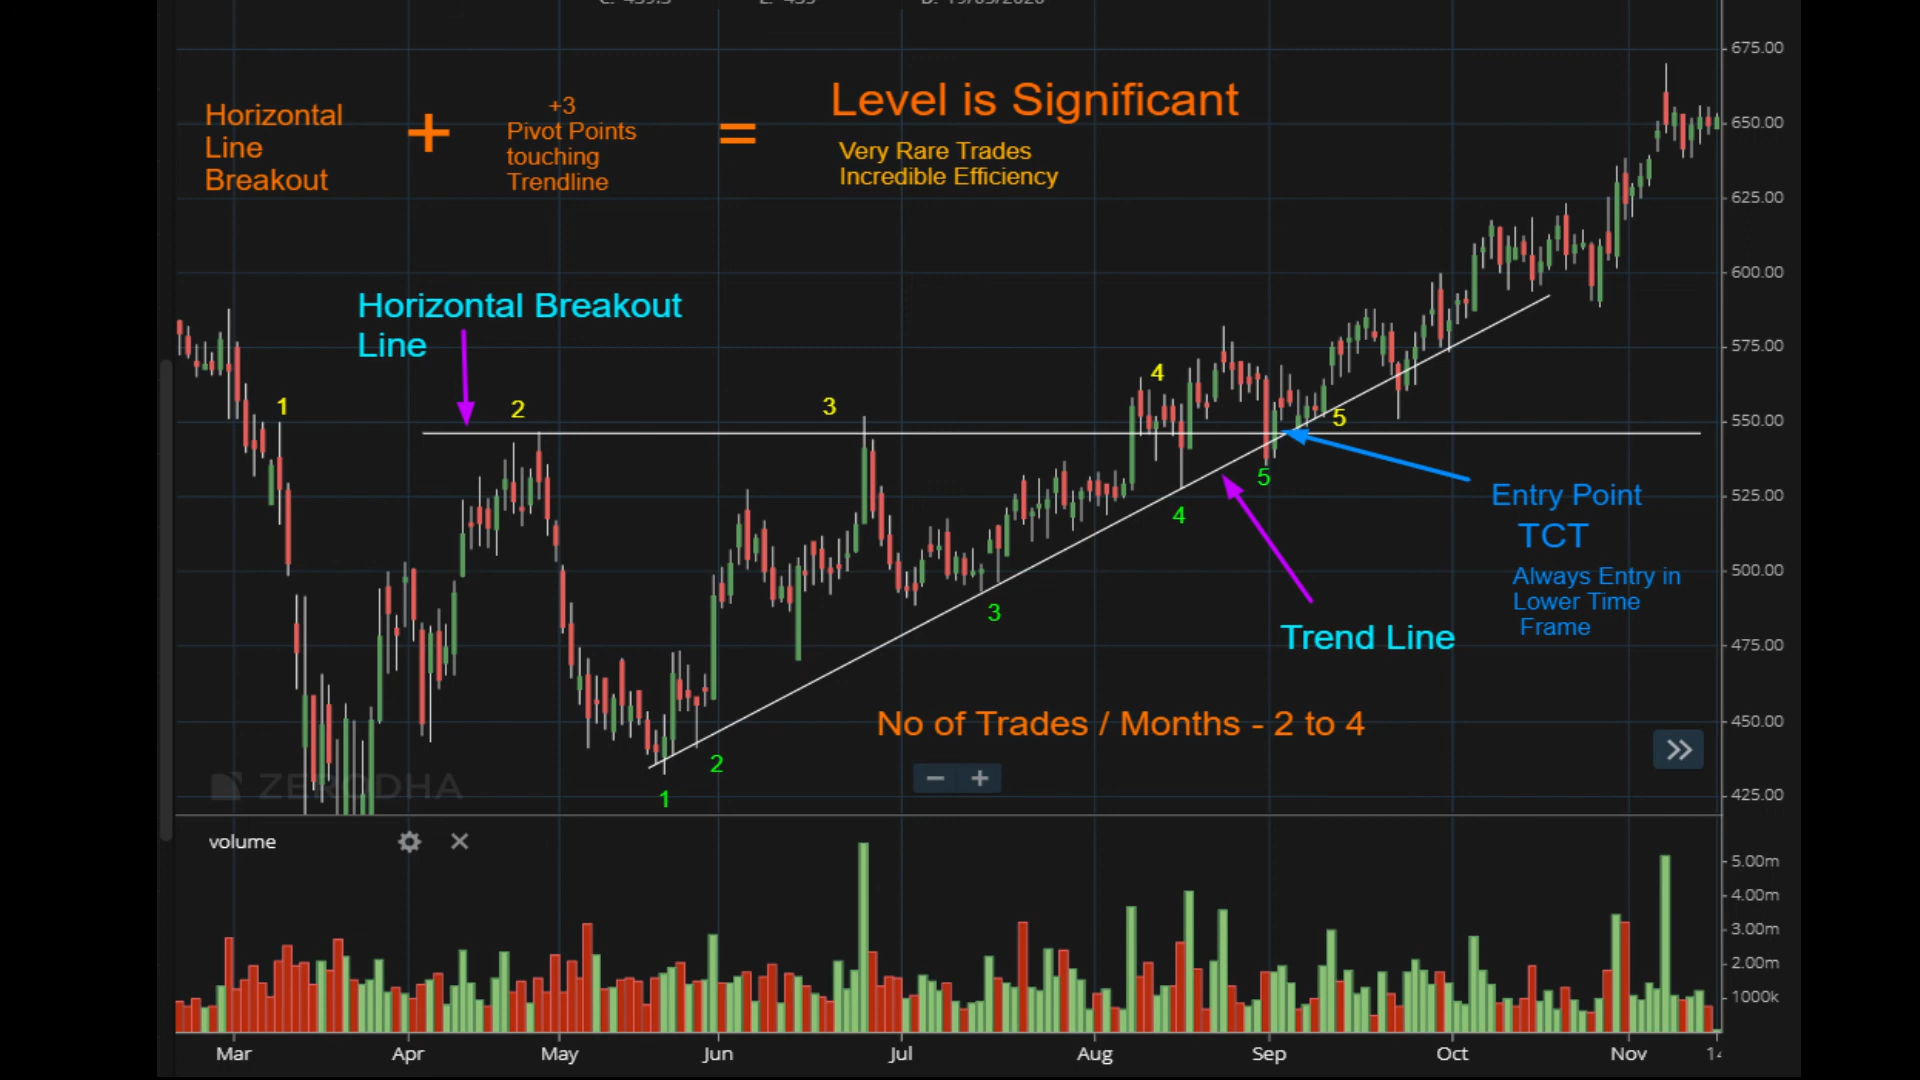 Horizontal
Line
Breakout
+
+3
Pivot Points
touching
Trendline
=
Level is Significant
Very Rare Trades
Incredible Efficiency
Horizontal Breakout
Line
1
2
3
4
5
1
2
3
4
5
Entry Point
TCT
Always Entry in
Lower Time
Frame
Trend Line
No of Trades / Months - 2 to 4
ZERODHA
675.00
650.00
625.00
600.00
575.00
550.00
525.00
500.00
475.00
450.00
425.00
volume
5.00m
4.00m
3.00m
2.00m
1000k
Mar
Apr
May
Jun
Jul
Aug
Sep
Oct
Nov